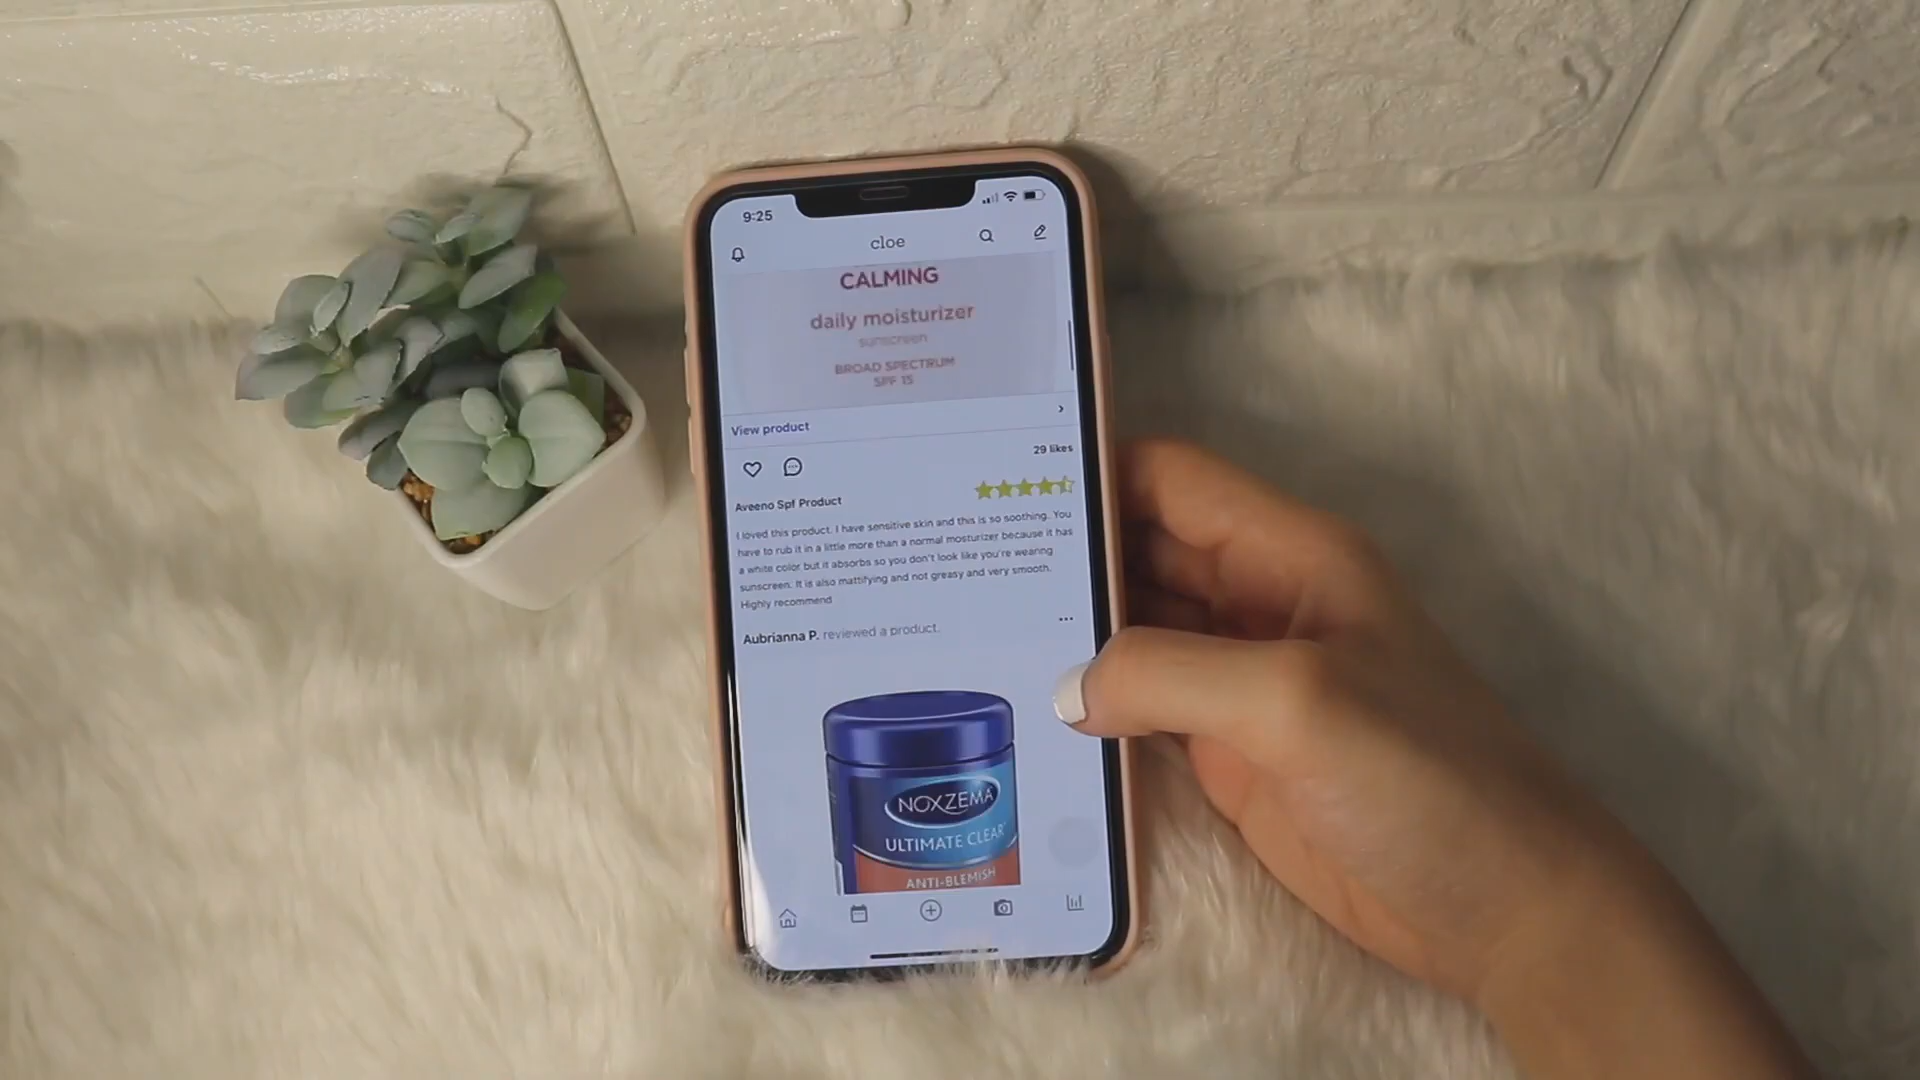 9:25
cloe
CALMING
daily moisturizer
sunscreen
BROAD SPECTRUM
SPF 15
View product
29 likes
Aveeno Spf Product
I loved this product. I have sensitive skin and this is so soothing. You
have to rub it in a little more than a normal mosturizer because it has
a white color but it absorbs so you don't look like you're wearing
sunscreen. It is also mattifying and not greasy and very smooth.
Highly recommend
Aubrianna P. reviewed a product.
NOXZEMA
ULTIMATE CLEAR
ANTI-BLEMISH